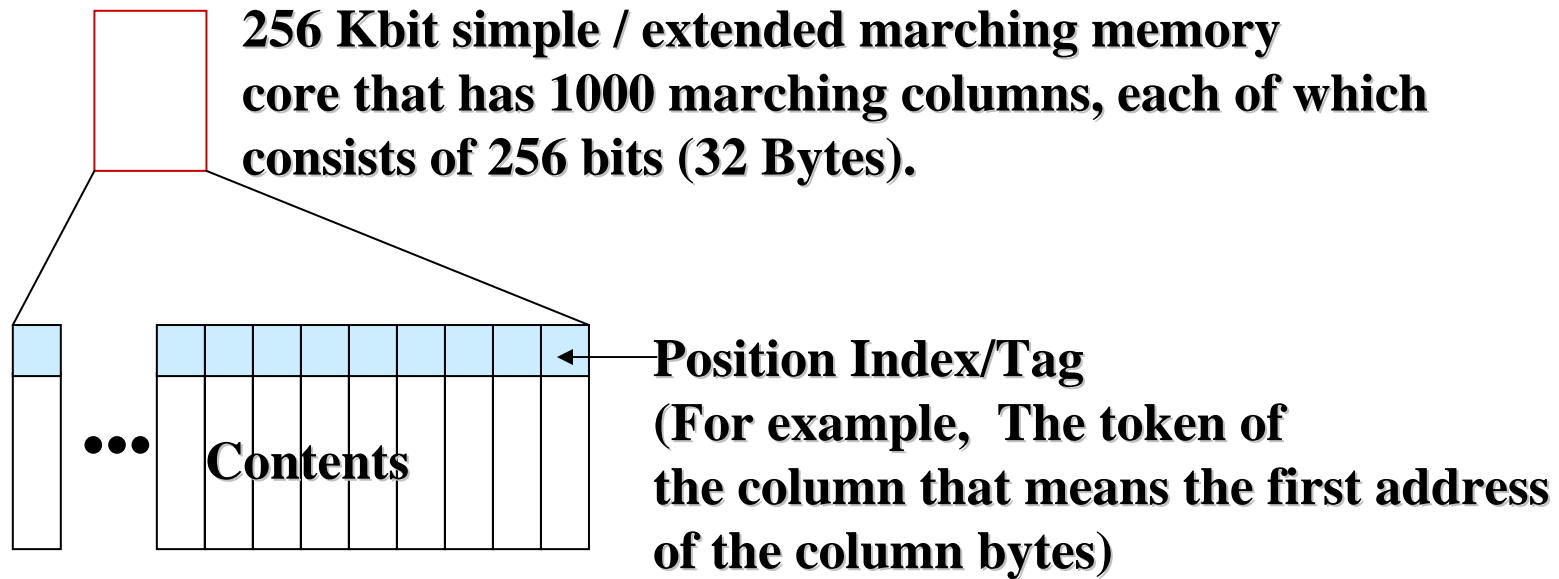 256 Kbit simple / extended marching memory
core that has 1000 marching columns, each of which
consists of 256 bits (32 Bytes).
Position Index/Tag
(For example, The token of
the column that means the first address
of the column bytes)
Contents